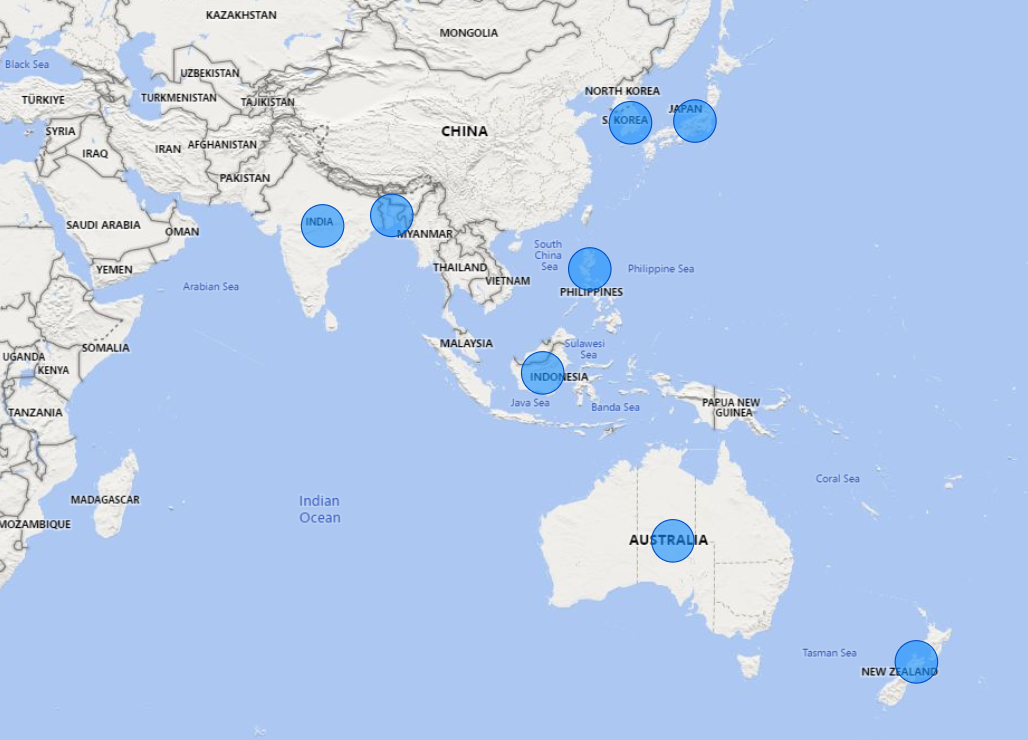 KAZAKHSTAN
MONGOLIA
Black Sea
UZBEKISTAN
NORTH KOREA
TÜRKIYE
TURKMENISTAN
TAJIKISTAN
JAPAN
S. KOREA
SYRIA
CHINA
IRAQ
IRAN
AFGHANISTAN
PAKISTAN
SAUDI ARABIA
OMAN
INDIA
MYANMAR
South
China
Sea
YEMEN
THAILAND
VIETNAM
Philippine Sea
Arabian Sea
PHILIPPINES
SOMALIA
MALAYSIA
Sulawesi
Sea
UGANDA
KENYA
INDONESIA
TANZANIA
Java Sea
Banda Sea
PAPUA NEW
GUINEA
Coral Sea
MADAGASCAR
Indian
Ocean
MOZAMBIQUE
AUSTRALIA
Tasman Sea
NEW ZEALAND